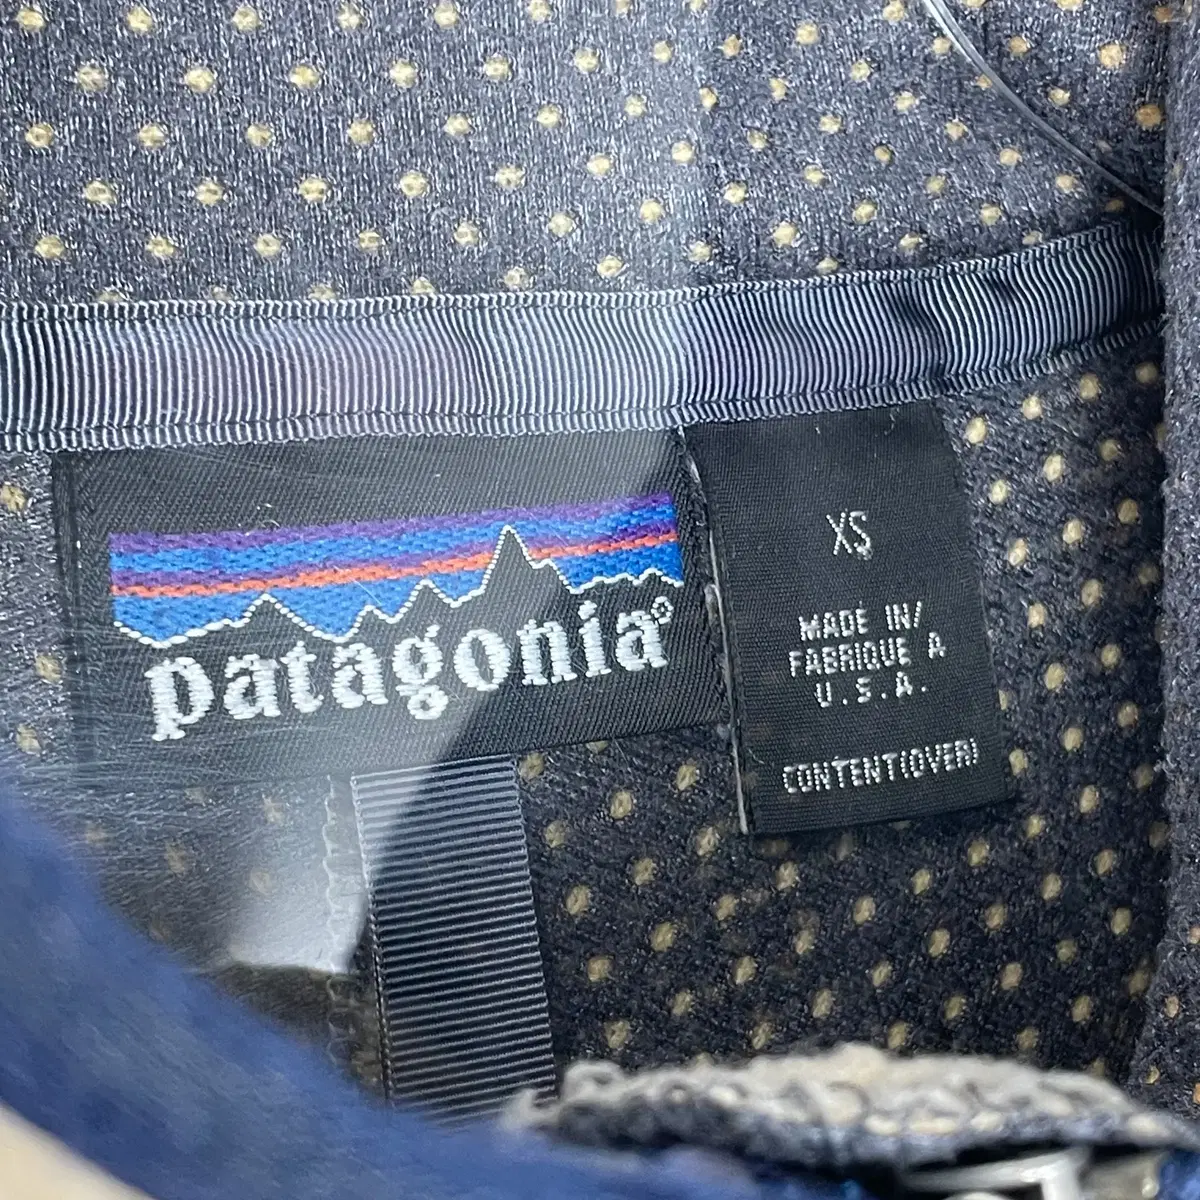 patagonia®
XS
MADE IN/
FABRIQUE A
U.S.A.
CONTENT(OVER)